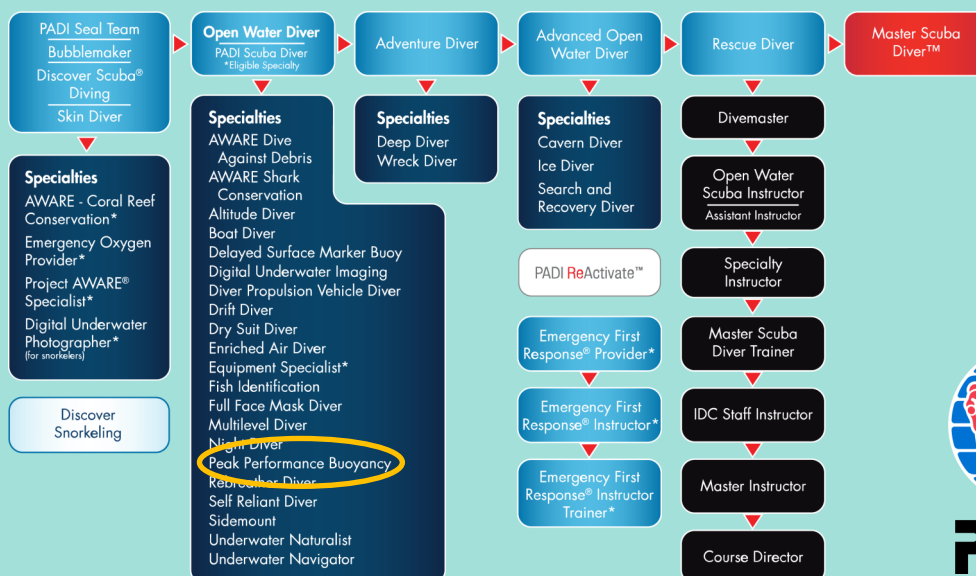 PADI Seal Team
Bubblemaker
Discover Scuba®
Diving
Skin Diver
Specialties
AWARE - Coral Reef
Conservation*
Emergency Oxygen
Provider*
Project AWARE®
Specialist*
Digital Underwater
Photographer*
(for snorkelers)
Discover
Snorkeling
Open Water Diver
PADI Scuba Diver
*Eligible Specialty
Specialties
AWARE Dive
Against Debris
AWARE Shark
Conservation
Altitude Diver
Boat Diver
Delayed Surface Marker Buoy
Digital Underwater Imaging
Diver Propulsion Vehicle Diver
Drift Diver
Dry Suit Diver
Enriched Air Diver
Equipment Specialist*
Fish Identification
Full Face Mask Diver
Multilevel Diver
Night Diver
Peak Performance Buoyancy
Rebreather Diver
Self Reliant Diver
Sidemount
Underwater Naturalist
Underwater Navigator
Adventure Diver
Specialties
Deep Diver
Wreck Diver
Advanced Open
Water Diver
Specialties
Cavern Diver
Ice Diver
Search and
Recovery Diver
PADI ReActivate™
Emergency First
Response® Provider*
Emergency First
Response® Instructor*
Emergency First
Response® Instructor
Trainer*
Rescue Diver
Divemaster
Open Water
Scuba Instructor
Assistant Instructor
Specialty
Instructor
Master Scuba
Diver Trainer
IDC Staff Instructor
Master Instructor
Course Director
Master Scuba
Diver™